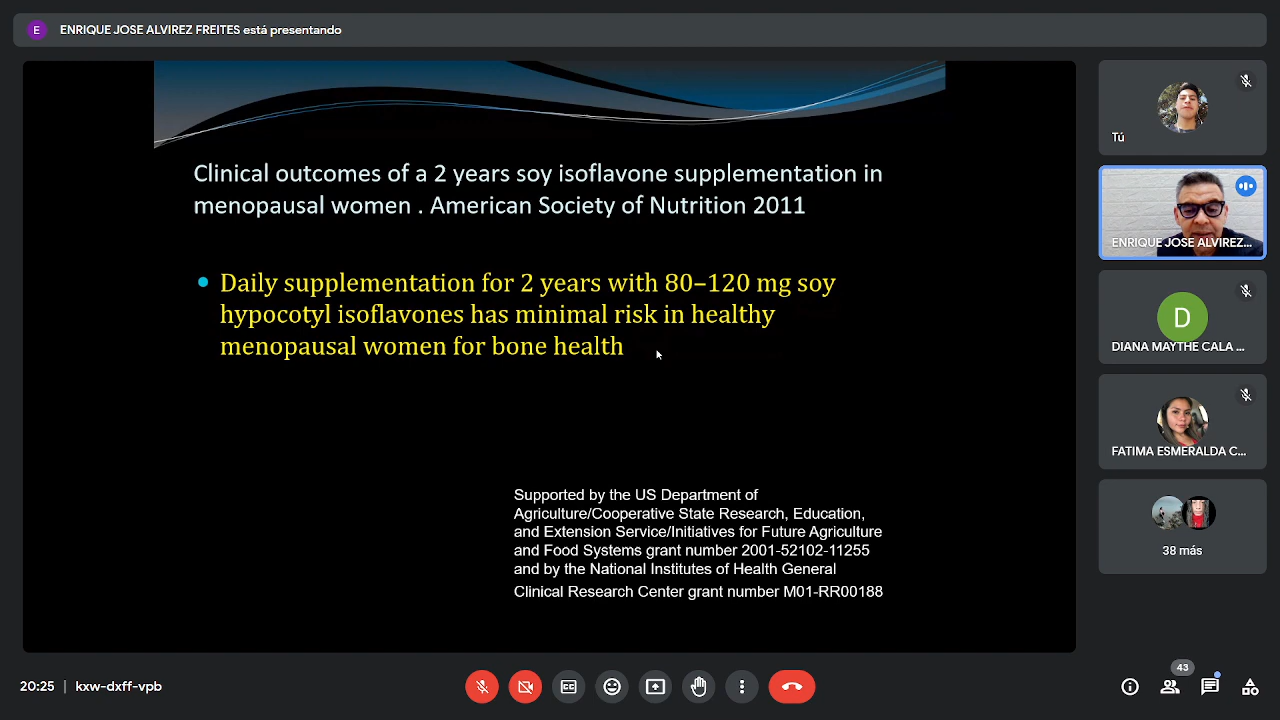 E
ENRIQUE JOSE ALVIREZ FREITES está presentando
Clinical outcomes of a 2 years soy isoflavone supplementation in
menopausal women . American Society of Nutrition 2011
Daily supplementation for 2 years with 80–120 mg soy
hypocotyl isoflavones has minimal risk in healthy
menopausal women for bone health
Supported by the US Department of
Agriculture/Cooperative State Research, Education,
and Extension Service/Initiatives for Future Agriculture
and Food Systems grant number 2001-52102-11255
and by the National Institutes of Health General
Clinical Research Center grant number M01-RR00188
Tú
ENRIQUE JOSE ALVIREZ...
D
DIANA MAYTHE CALA ...
FATIMA ESMERALDA C...
38 más
20:25 | kxw-dxff-vpb
43